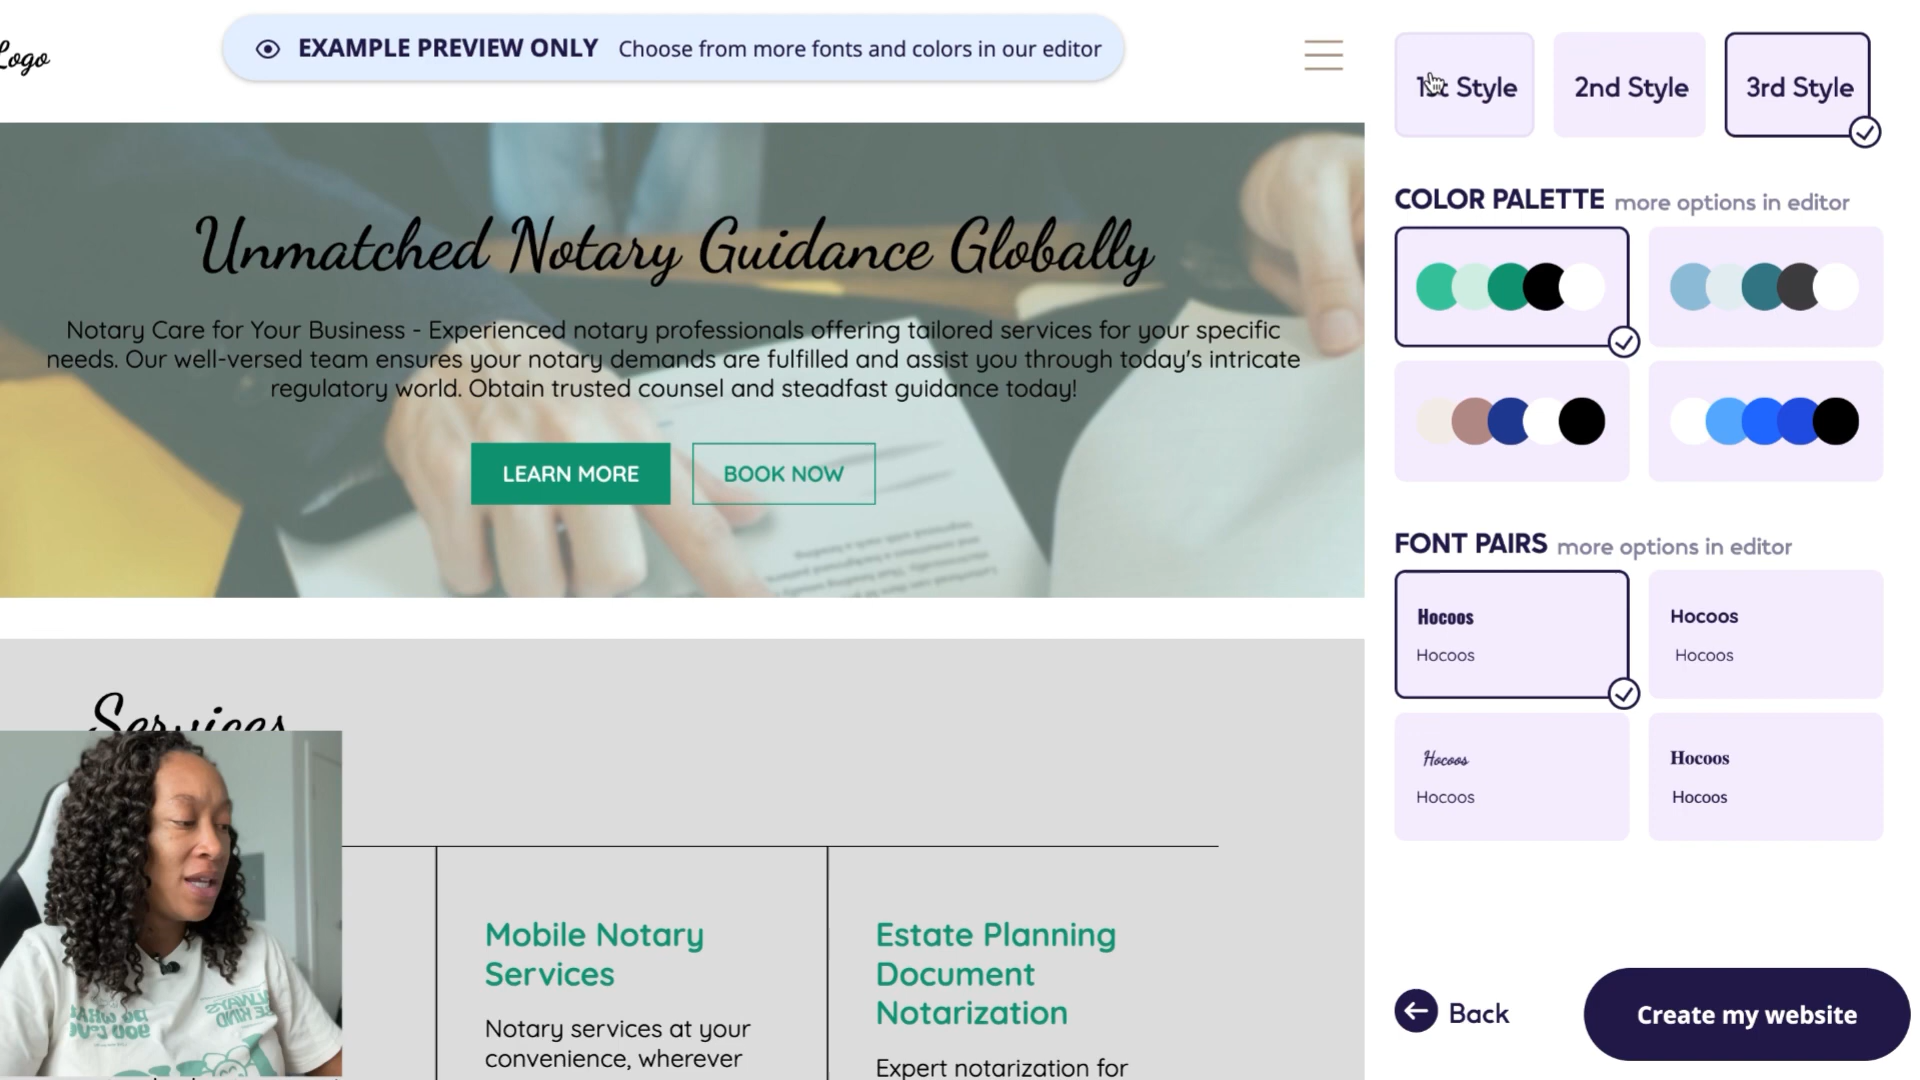 Logo
EXAMPLE PREVIEW ONLY Choose from more fonts and colors in our editor
Unmatched Notary Guidance Globally
Notary Care for Your Business - Experienced notary professionals offering tailored services for your specific
needs. Our well-versed team ensures your notary demands are fulfilled and assist you through today's intricate
regulatory world. Obtain trusted counsel and steadfast guidance today!
LEARN MORE
BOOK NOW
Services
Mobile Notary
Services
Notary services at your
convenience, wherever
Estate Planning
Document
Notarization
Expert notarization for
1st Style
2nd Style
3rd Style
COLOR PALETTE more options in editor
FONT PAIRS more options in editor
Hocoos
Hocoos
Hocoos
Hocoos
Hocoos
Hocoos
Hocoos
Hocoos
Back
Create my website